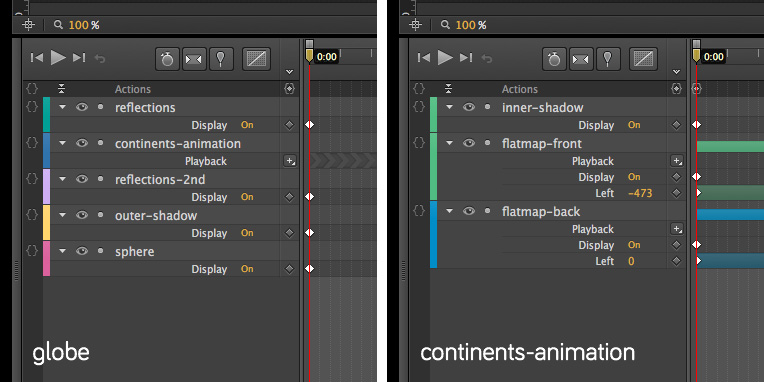 100 %
0:00
Actions
reflections
Display On
continents-animation
Playback
reflections-2nd
Display On
outer-shadow
Display On
sphere
Display On
globe
100 %
0:00
Actions
inner-shadow
Display On
flatmap-front
Playback
Display On
Left -473
flatmap-back
Playback
Display On
Left 0
continents-animation